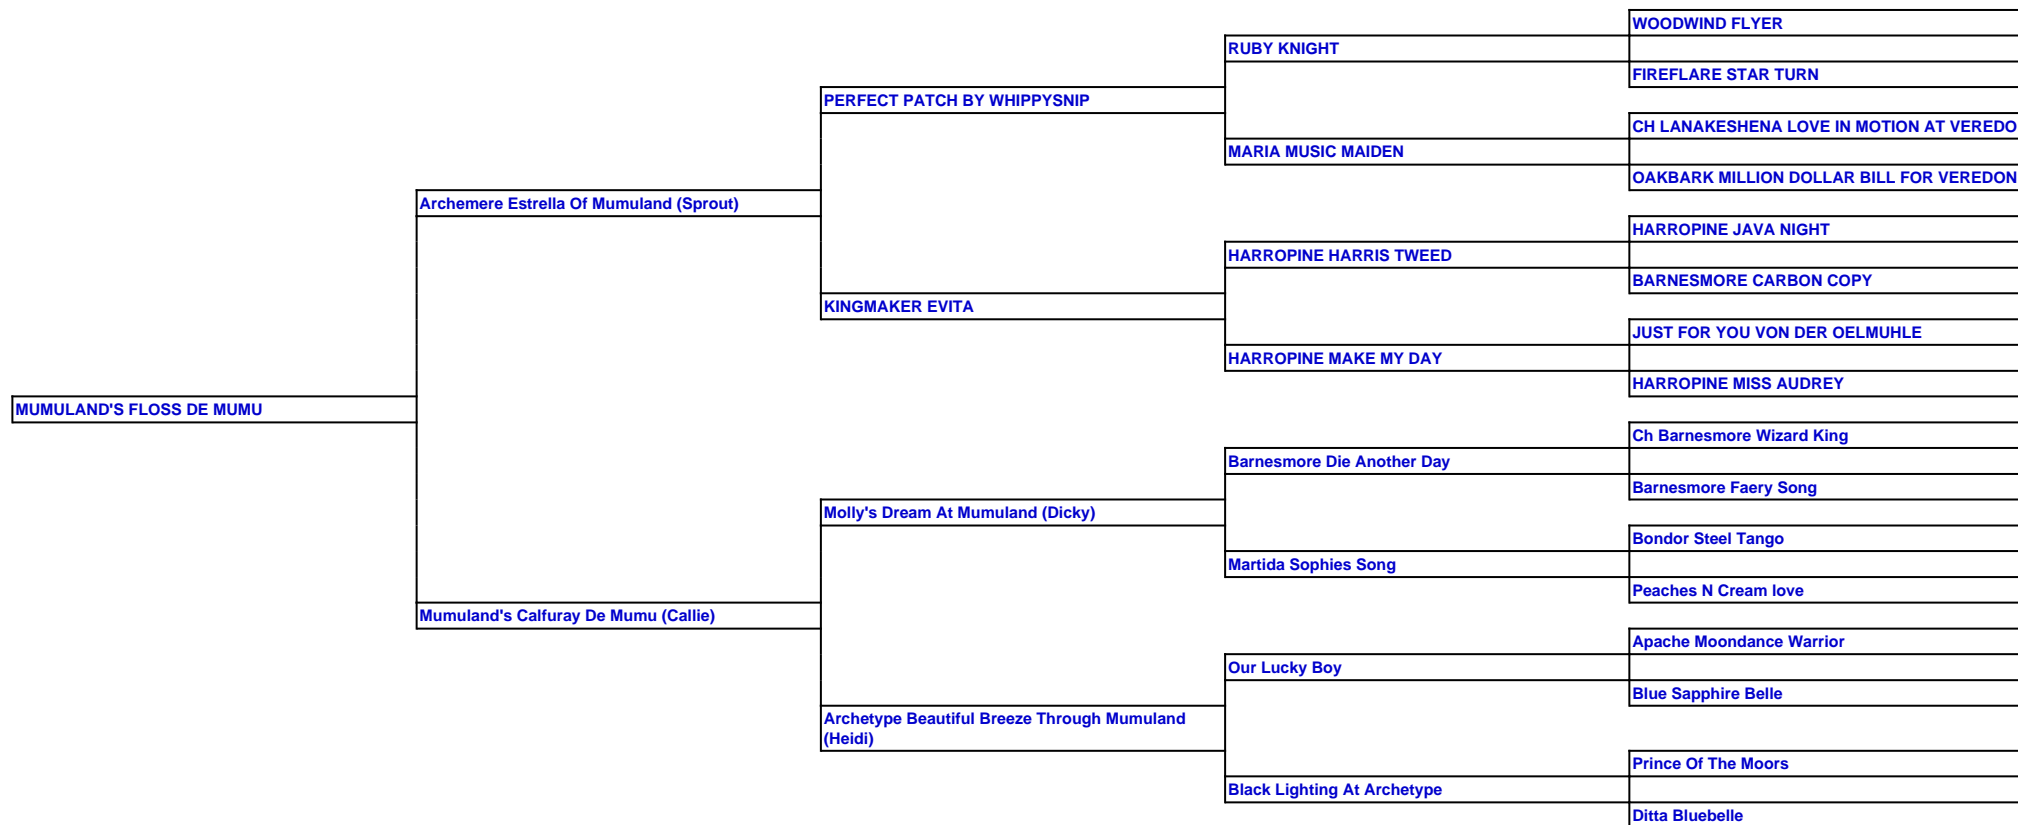 WOODWIND FLYER
RUBY KNIGHT
FIREFLARE STAR TURN
PERFECT PATCH BY WHIPPYSNIP
CH LANAKESHENA LOVE IN MOTION AT VEREDO
MARIA MUSIC MAIDEN
OAKBARK MILLION DOLLAR BILL FOR VEREDON
Archemere Estrella Of Mumuland (Sprout)
HARROPINE JAVA NIGHT
HARROPINE HARRIS TWEED
BARNESMORE CARBON COPY
KINGMAKER EVITA
JUST FOR YOU VON DER OELMUHLE
HARROPINE MAKE MY DAY
HARROPINE MISS AUDREY
MUMULAND'S FLOSS DE MUMU
Ch Barnesmore Wizard King
Barnesmore Die Another Day
Barnesmore Faery Song
Molly's Dream At Mumuland (Dicky)
Bondor Steel Tango
Martida Sophies Song
Peaches N Cream love
Mumuland's Calfuray De Mumu (Callie)
Apache Moondance Warrior
Our Lucky Boy
Blue Sapphire Belle
Archetype Beautiful Breeze Through Mumuland
(Heidi)
Prince Of The Moors
Black Lighting At Archetype
Ditta Bluebelle